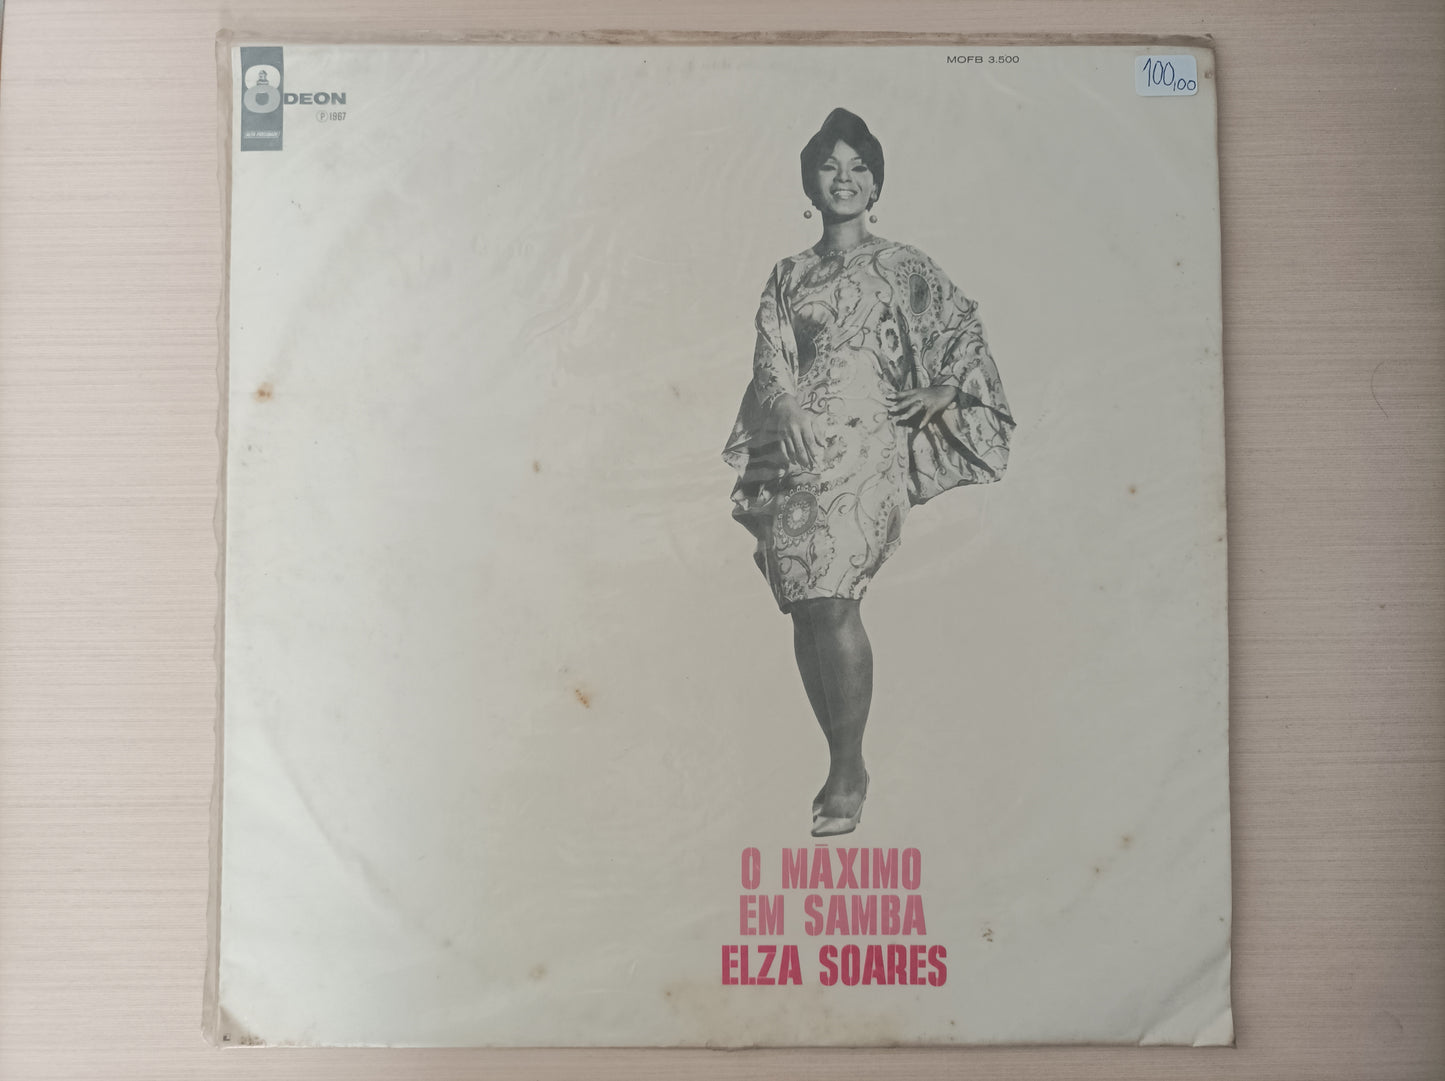 ODEON
MOFB 3.500
100,00
℗ 1967
O MÁXIMO
EM SAMBA
ELZA SOARES